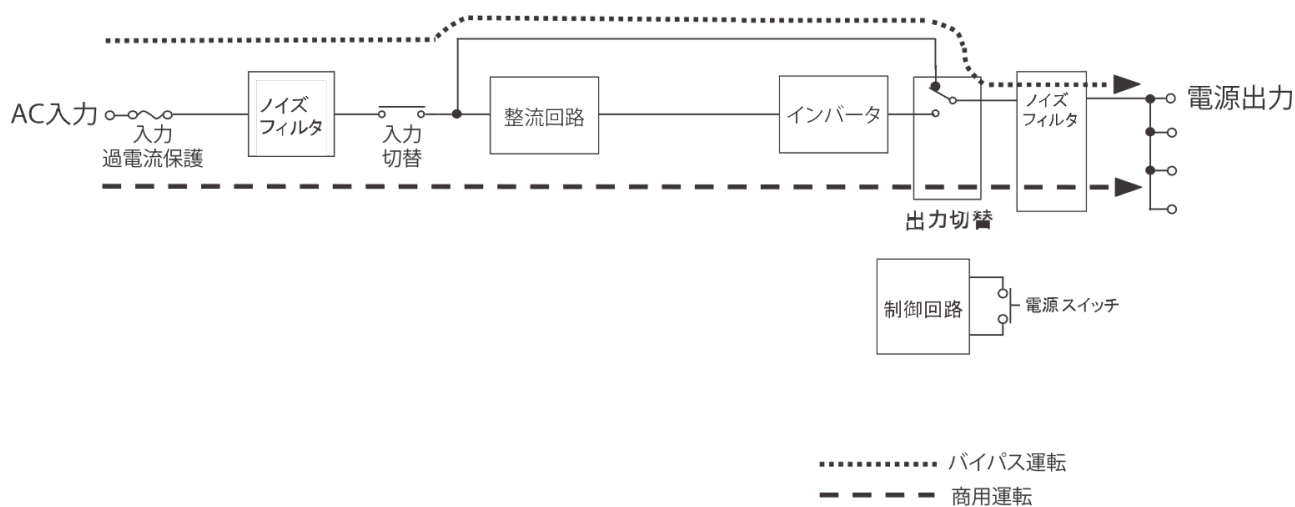 AC入力
入力
過電流保護
ノイズ
フィルタ
入力
切替
整流回路
インバータ
出力切替
ノイズ
フィルタ
電源出力
制御回路
電源スイッチ
バイパス運転
商用運転